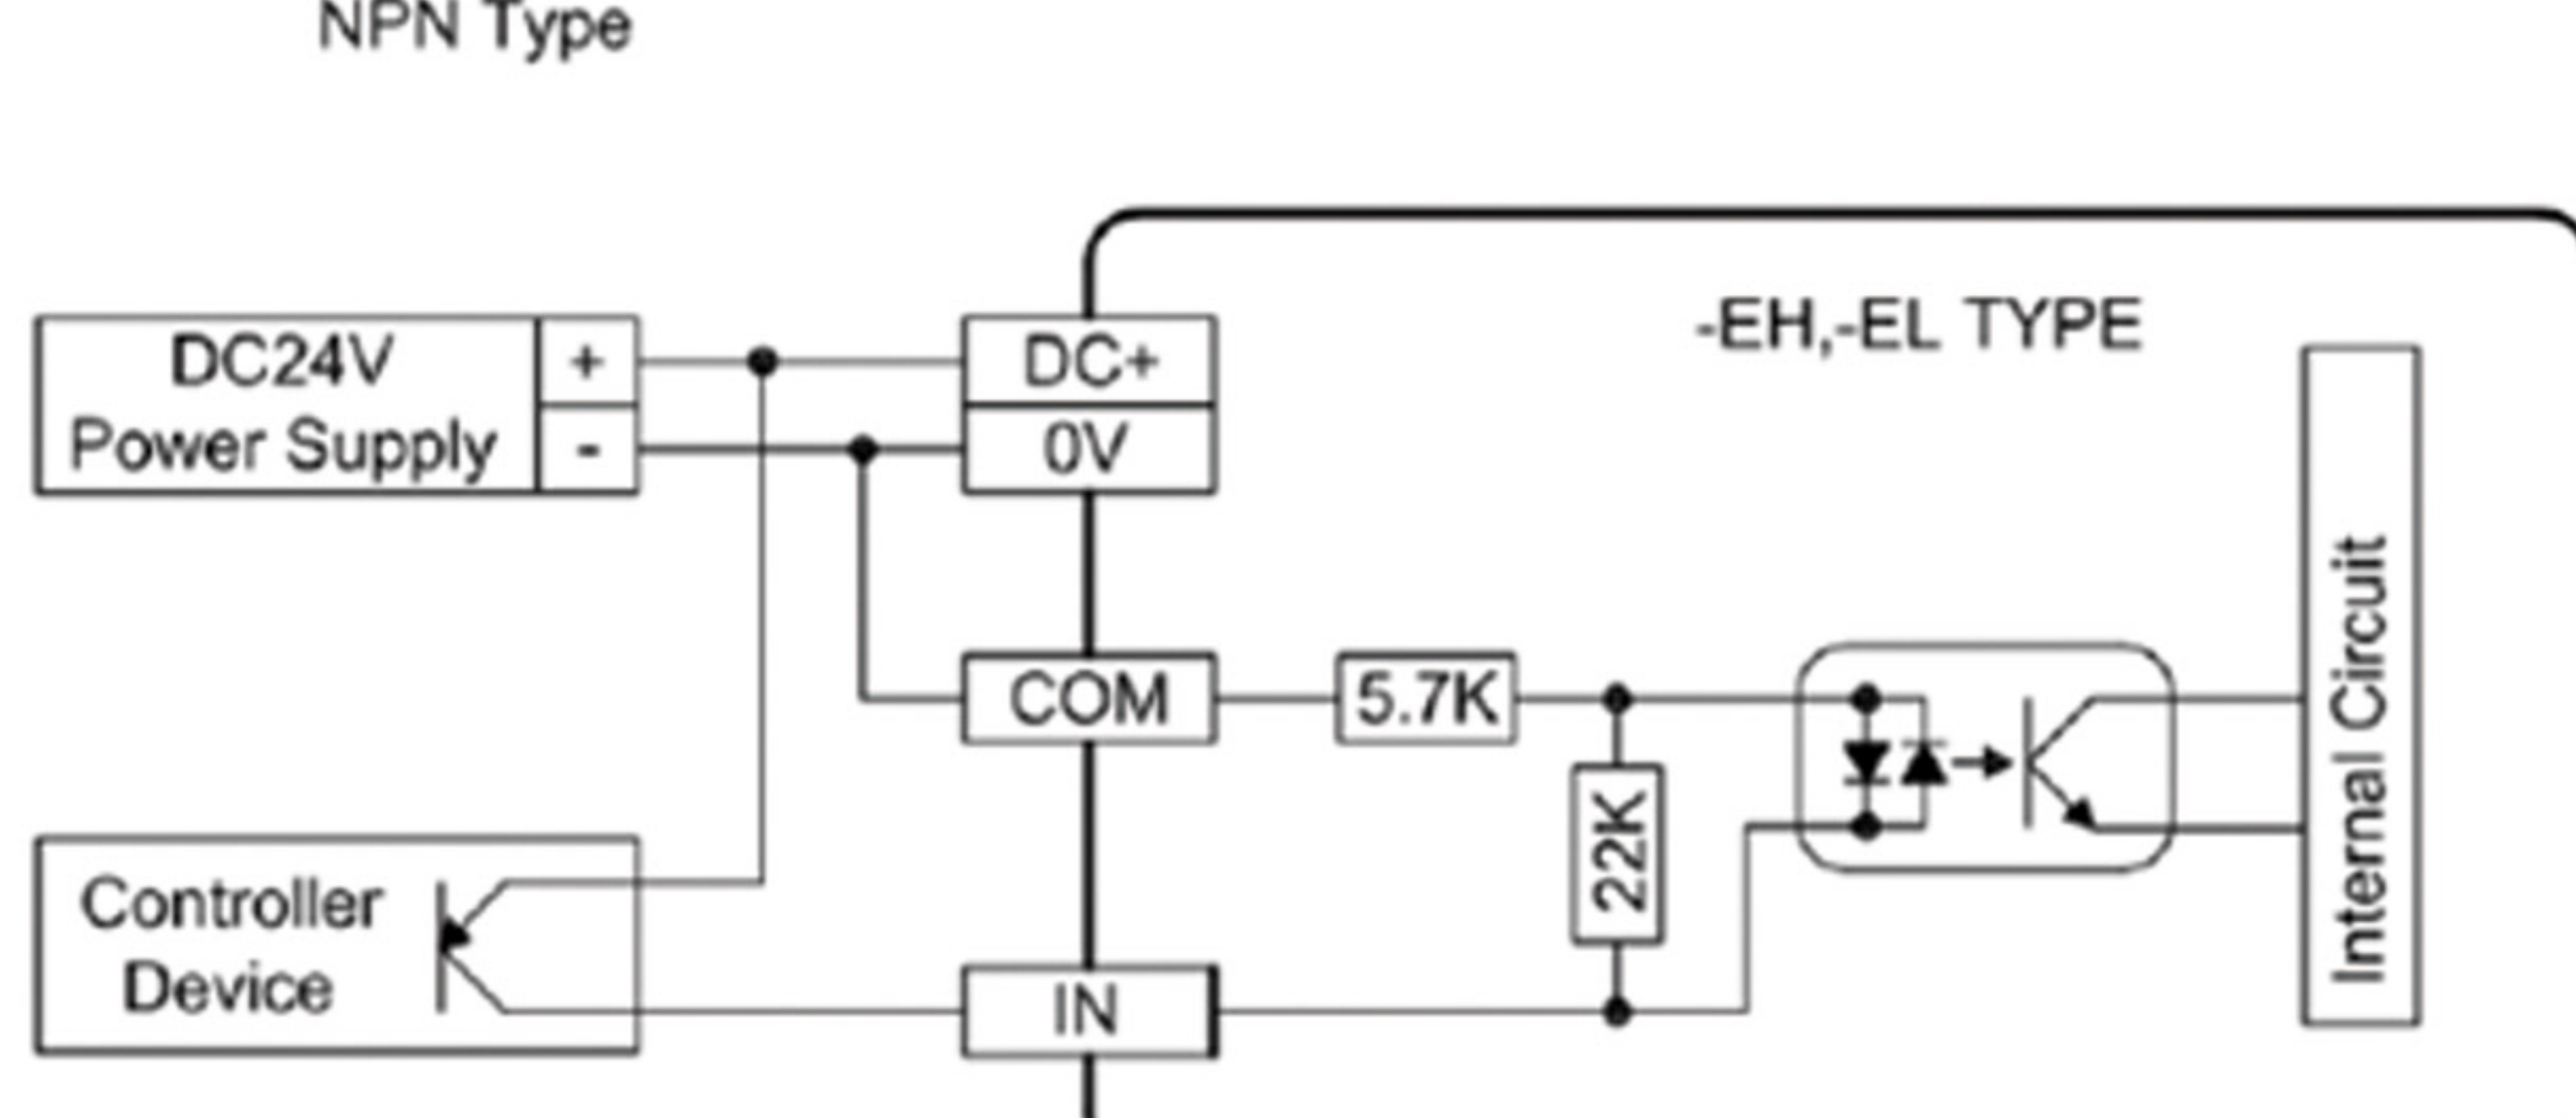 NPN Type
-EH,-EL TYPE
DC24V
Power Supply
+
-
DC+
0V
COM
5.7K
22K
Internal Circuit
Controller
Device
IN